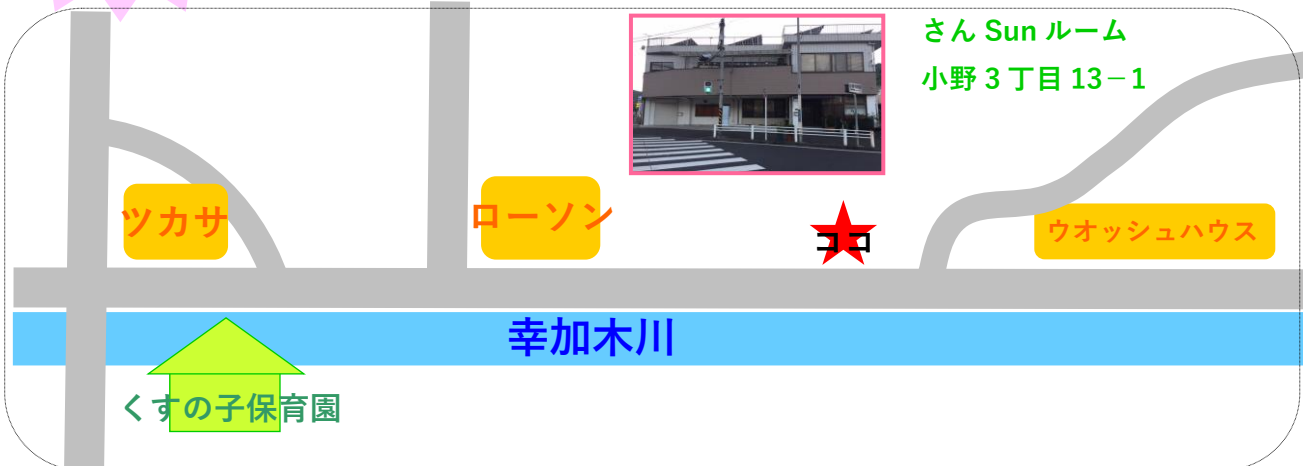 さん Sun ルーム
小野 3 丁目 13－1
ツカサ
ローソン
ココ
ウオッシュハウス
幸加木川
くすの子保育園